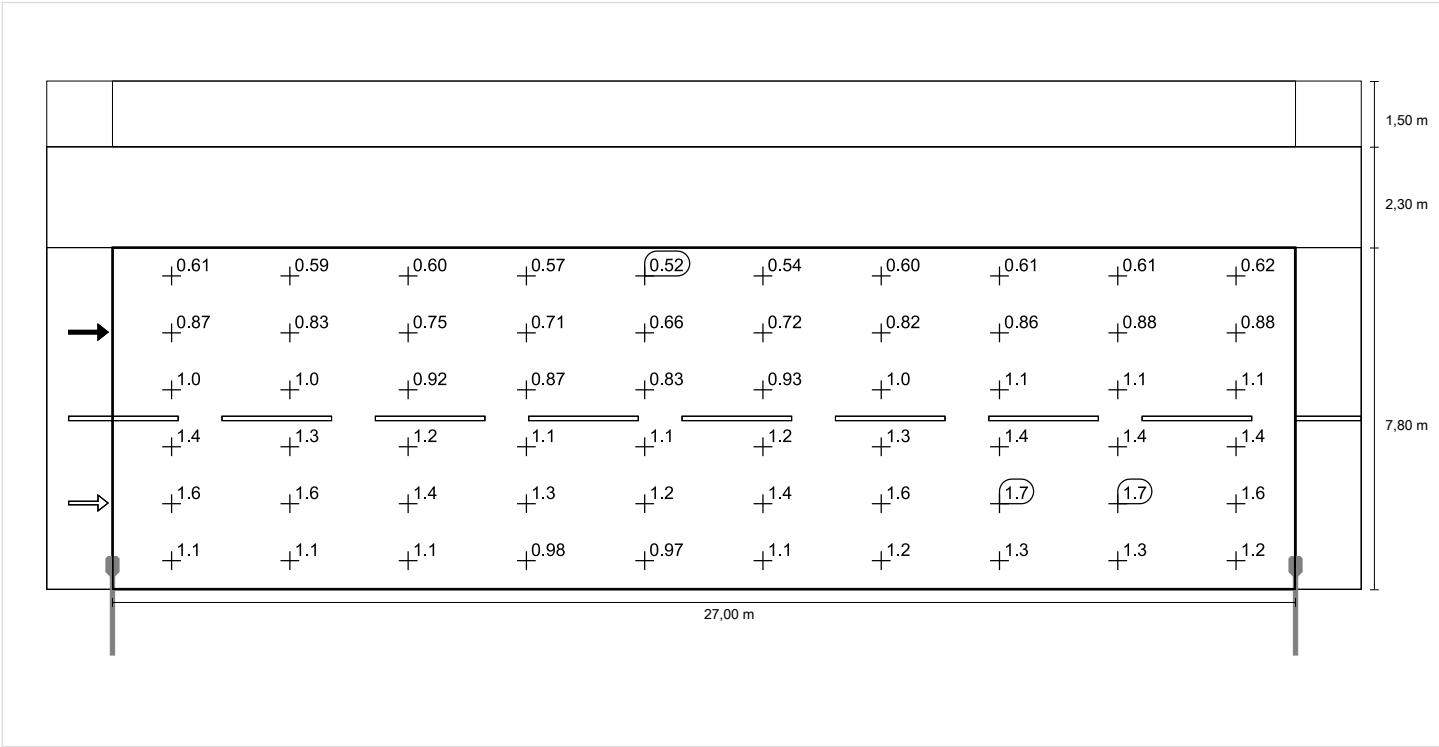 1,50 m
2,30 m
0.61 0.59 0.60 0.57 0.52 0.54 0.60 0.61 0.61 0.62
0.87 0.83 0.75 0.71 0.66 0.72 0.82 0.86 0.88 0.88
1.0 1.0 0.92 0.87 0.83 0.93 1.0 1.1 1.1 1.1
1.4 1.3 1.2 1.1 1.1 1.2 1.3 1.4 1.4 1.4
7,80 m
1.6 1.6 1.4 1.3 1.2 1.4 1.6 1.7 1.7 1.6
1.1 1.1 1.1 0.98 0.97 1.1 1.2 1.3 1.3 1.2
27,00 m